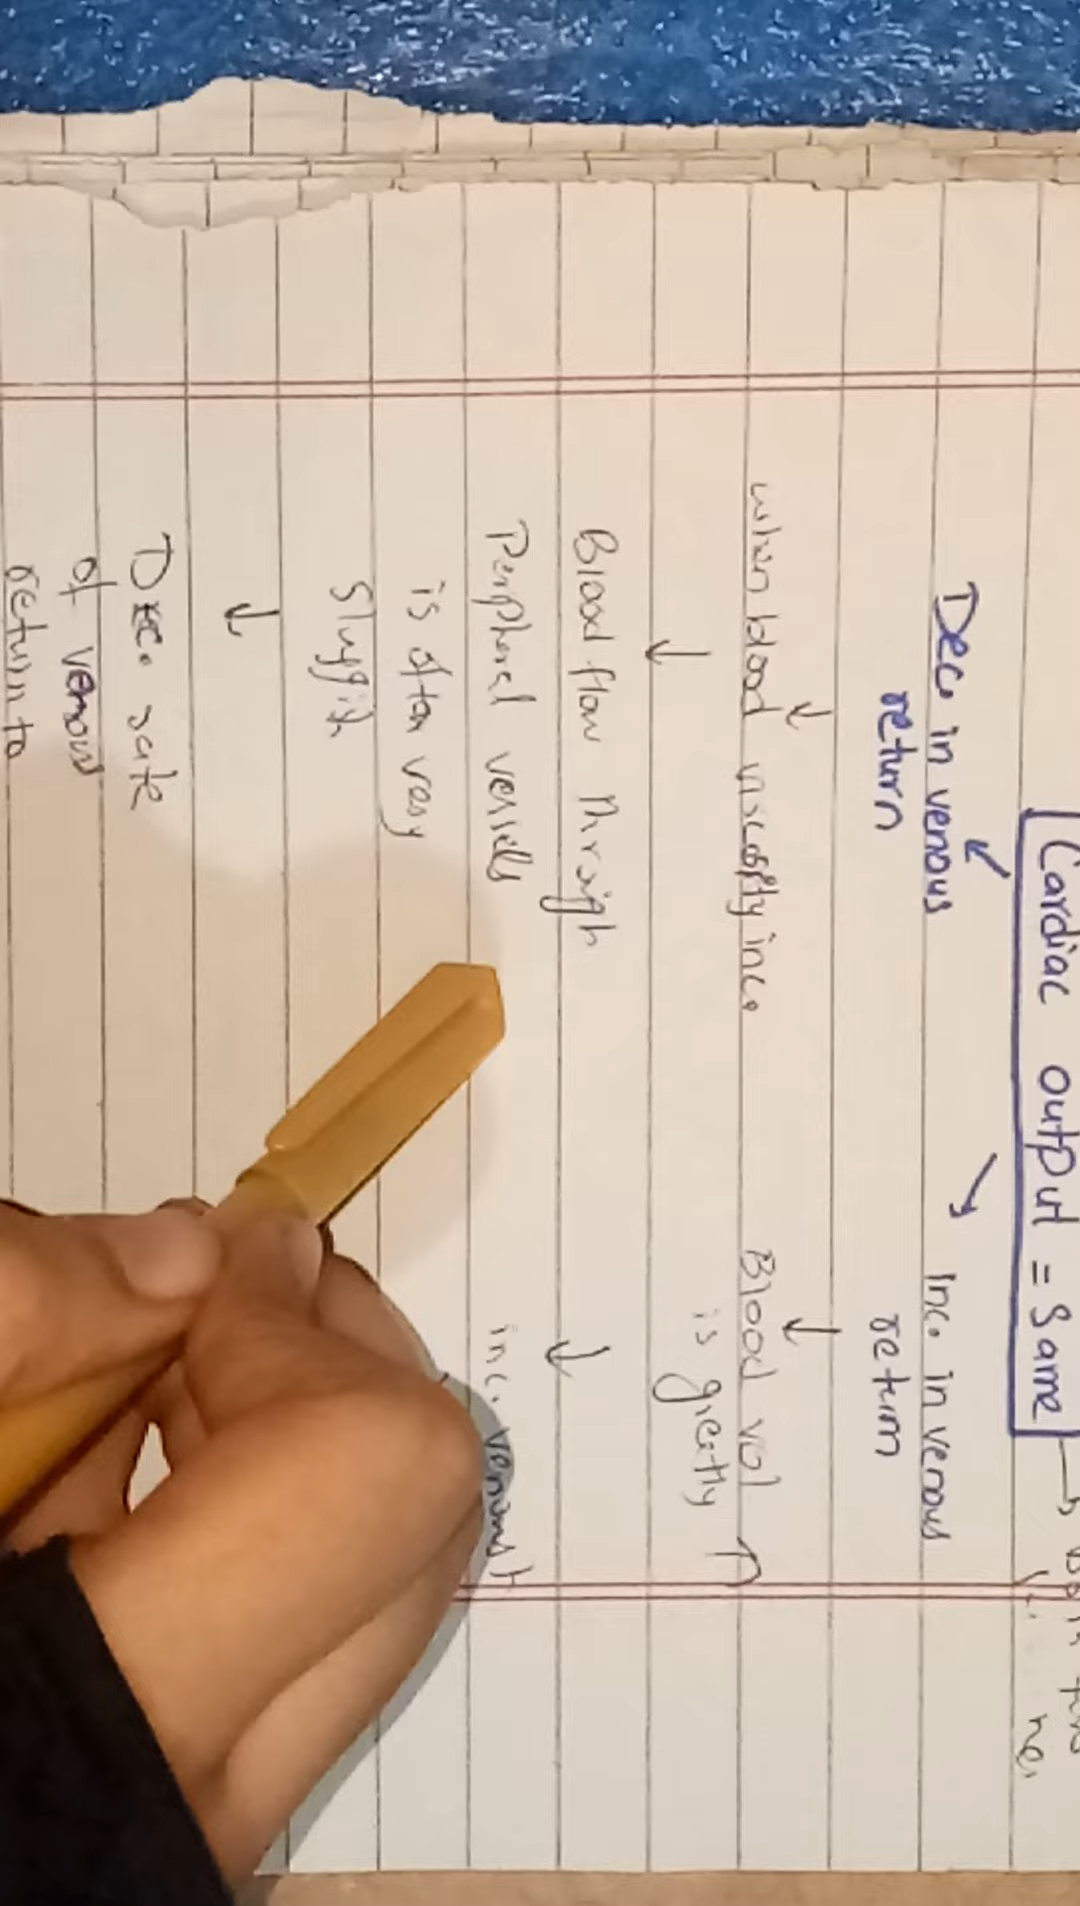 Cardiac output = same
Dec. in venous
return
Inc. in venous
return
when blood viscosity inc.
Blood vol ↑
is greatly
Blood flow through
Peripheral vessels
is often very
sluggish
inc. venous
Dec. rate
of venous
return to